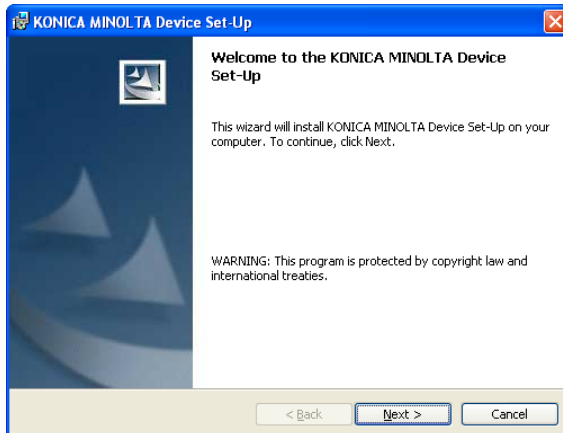 KONICA MINOLTA Device Set-Up
Welcome to the KONICA MINOLTA Device
Set-Up
This wizard will install KONICA MINOLTA Device Set-Up on your
computer. To continue, click Next.
WARNING: This program is protected by copyright law and
international treaties.
< Back Next > Cancel